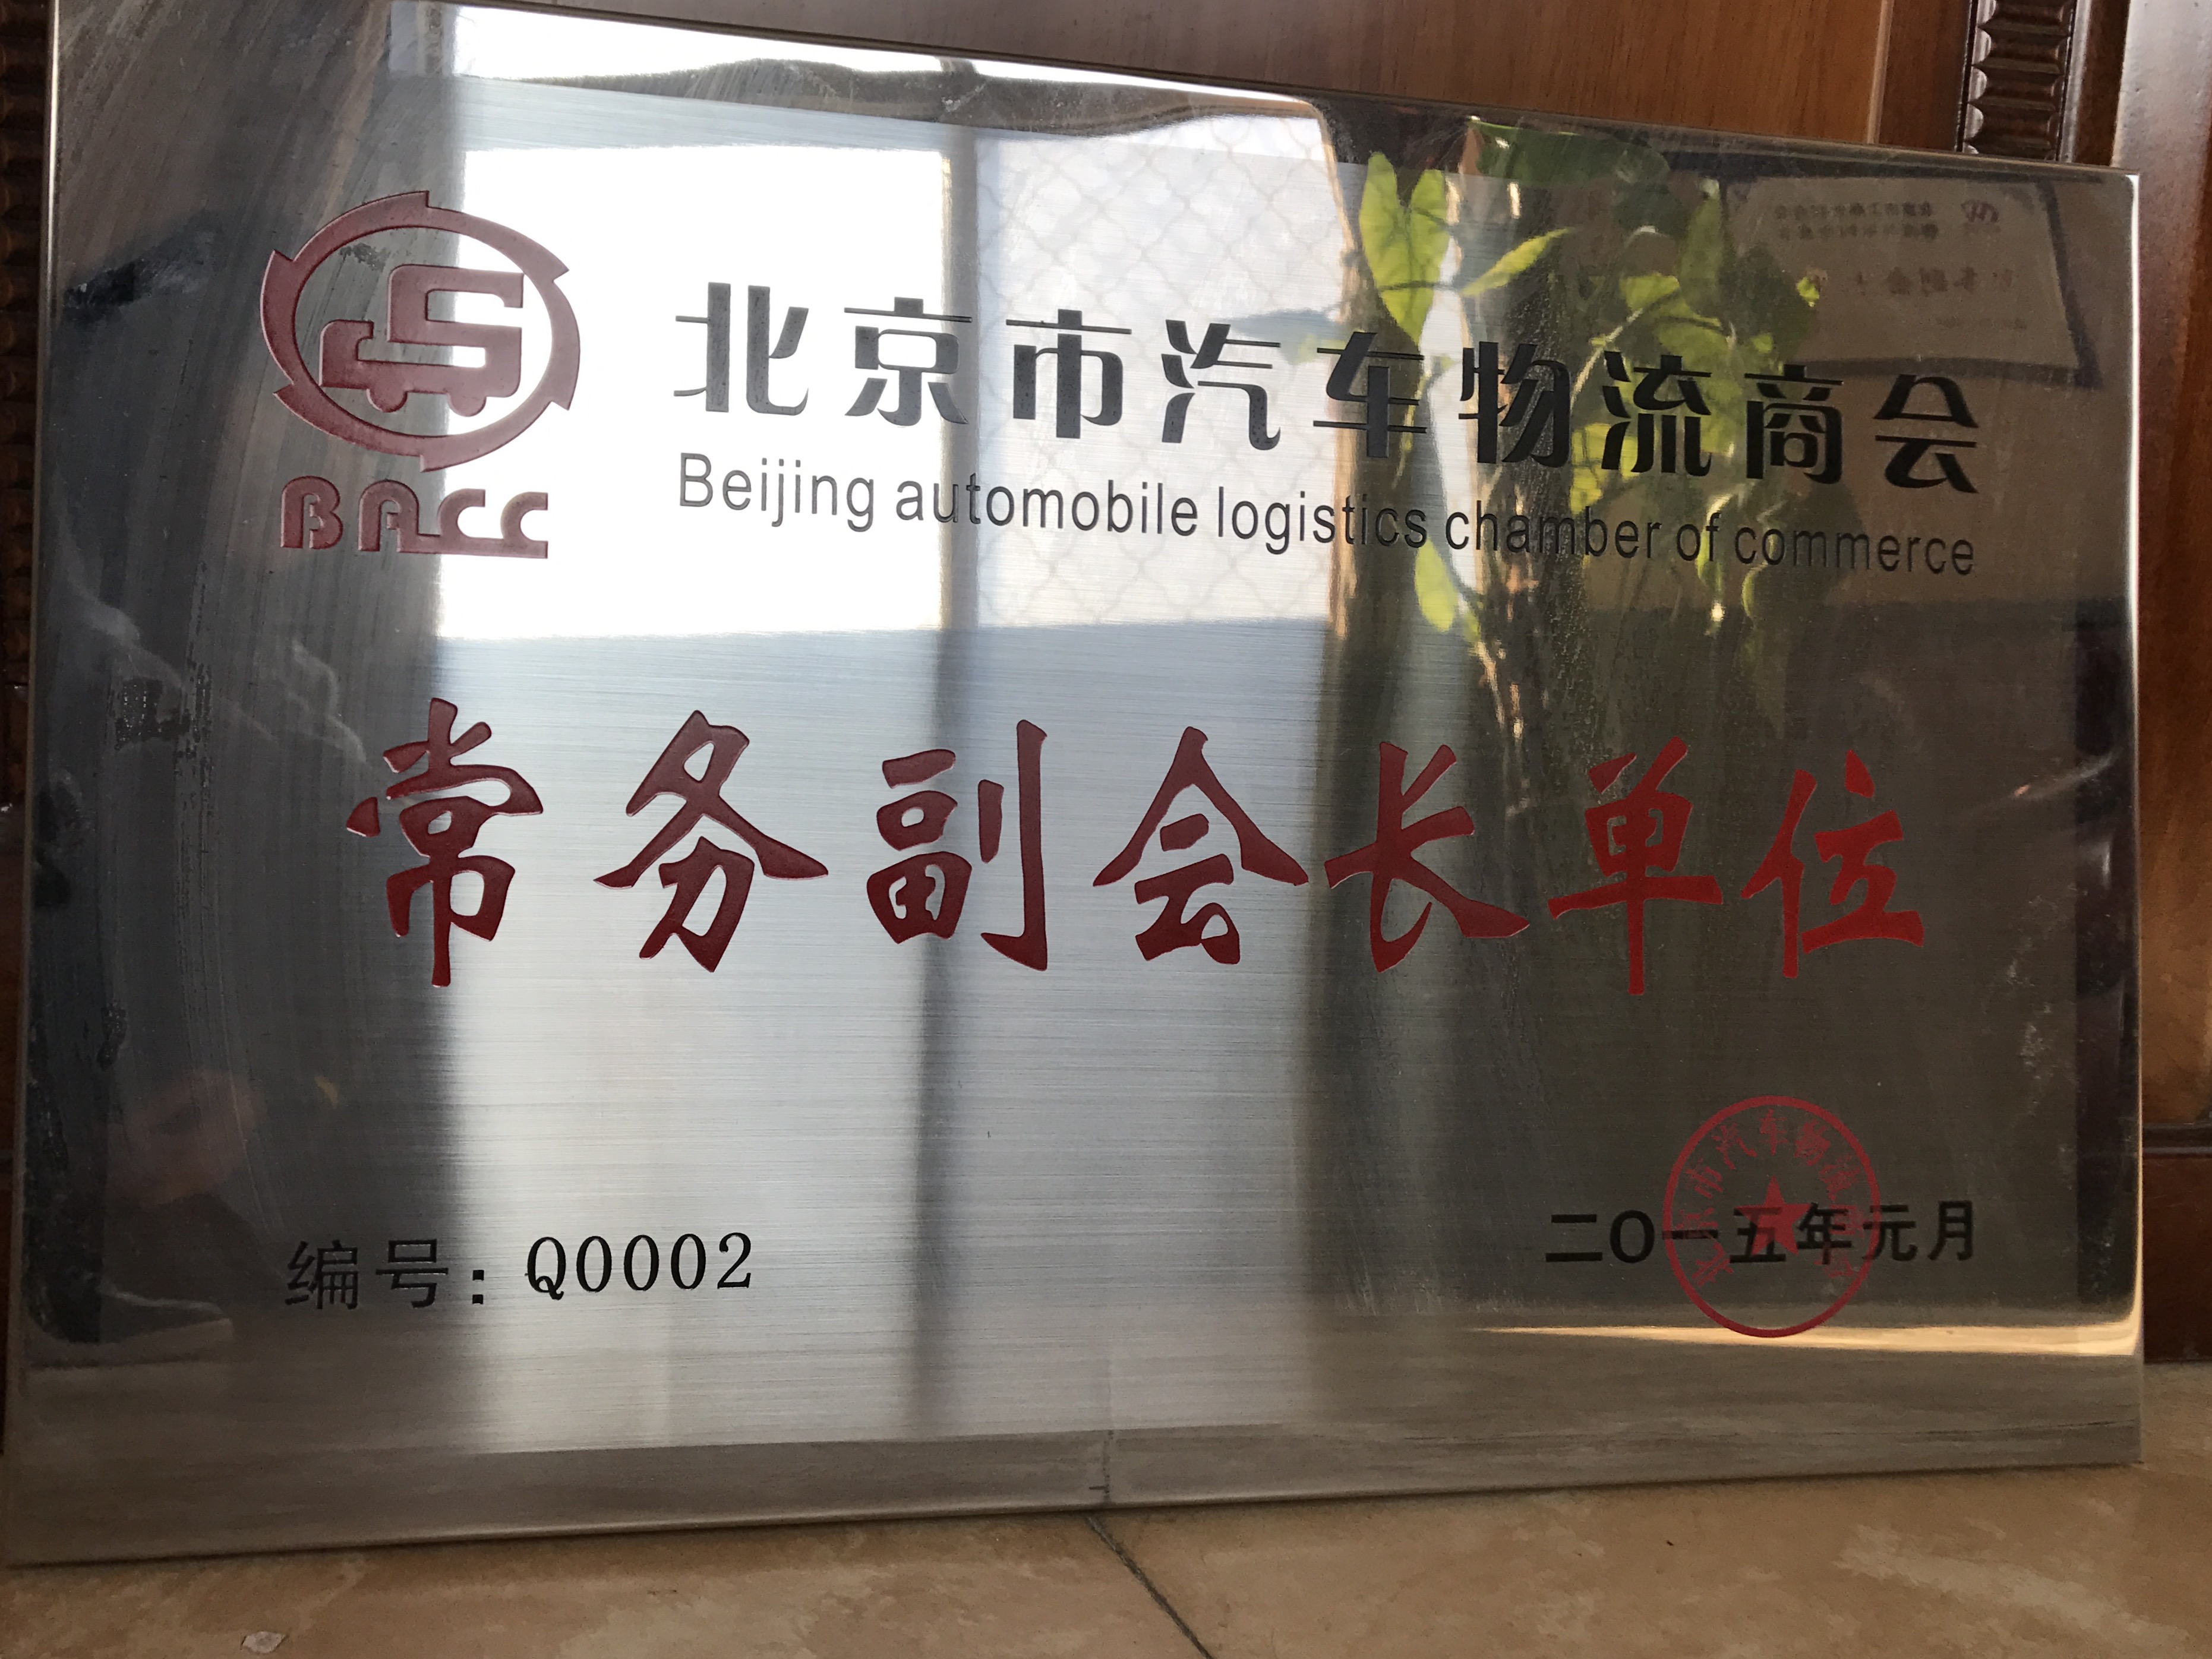 BACC
北京市汽车物流商会
Beijing automobile logistics chamber of commerce
常务副会长单位
编号：Q0002
二〇一五年元月